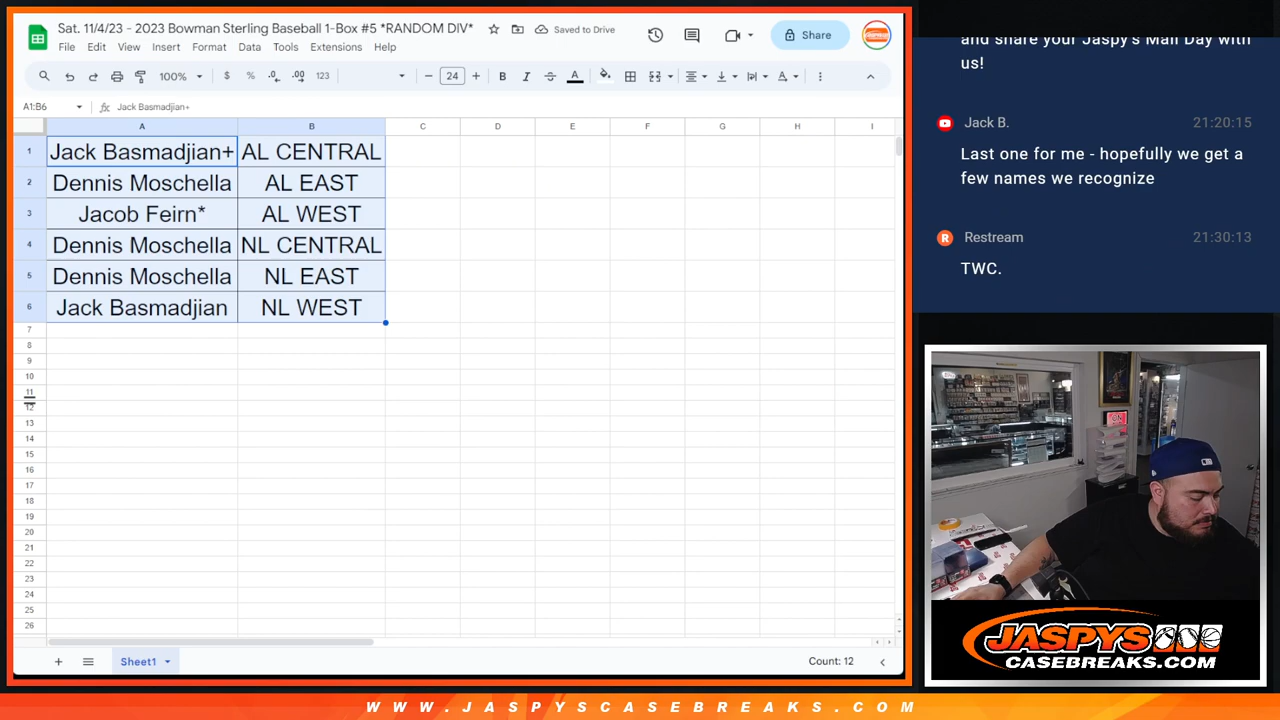 Sat. 11/4/23 - 2023 Bowman Sterling Baseball 1-Box #5 *RANDOM DIV*
Saved to Drive
File Edit View Insert Format Data Tools Extensions Help
Share
100% $ % .0 .00 123 24 B I A
A1:B6 fx Jack Basmadjian+
A B C D E F G H I
1 Jack Basmadjian+ AL CENTRAL
2 Dennis Moschella AL EAST
3 Jacob Feirn* AL WEST
4 Dennis Moschella NL CENTRAL
5 Dennis Moschella NL EAST
6 Jack Basmadjian NL WEST
7
8
9
10
11
12
13
14
15
16
17
18
19
20
21
22
23
24
25
26
Sheet1
Count: 12
and share your Jaspy's Mail Day with
us!
Jack B. 21:20:15
Last one for me - hopefully we get a
few names we recognize
R Restream 21:30:13
TWC.
JASPYS
CASEBREAKS.COM
WWW.JASPYSCASEBREAKS.COM